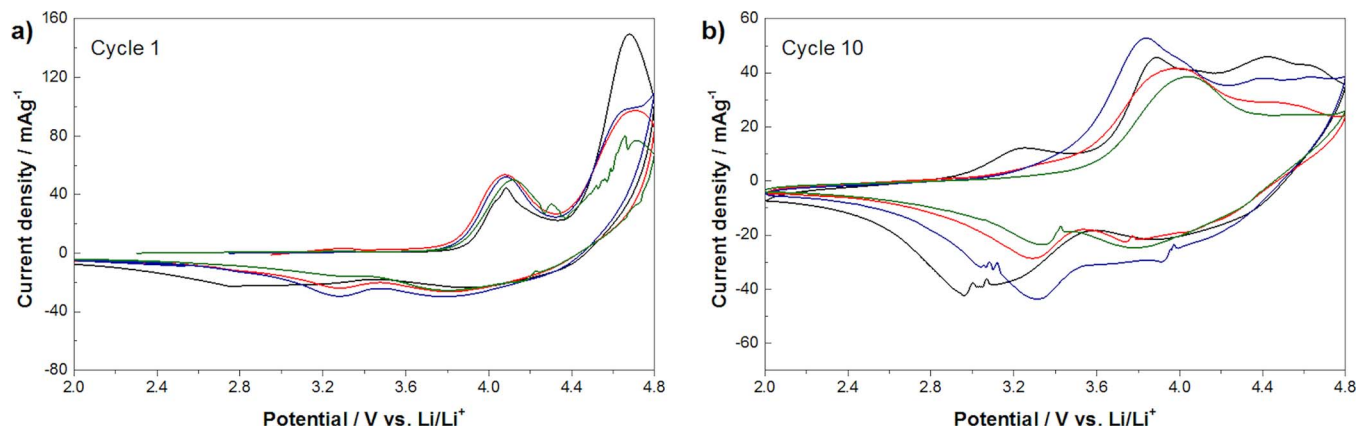 a)
Cycle 1
Current density / mAg⁻¹
160
120
80
40
0
-40
-80
2.0 2.4 2.8 3.2 3.6 4.0 4.4 4.8
Potential / V vs. Li/Li⁺
b)
Cycle 10
Current density / mAg⁻¹
60
40
20
0
-20
-40
-60
2.0 2.4 2.8 3.2 3.6 4.0 4.4 4.8
Potential / V vs. Li/Li⁺